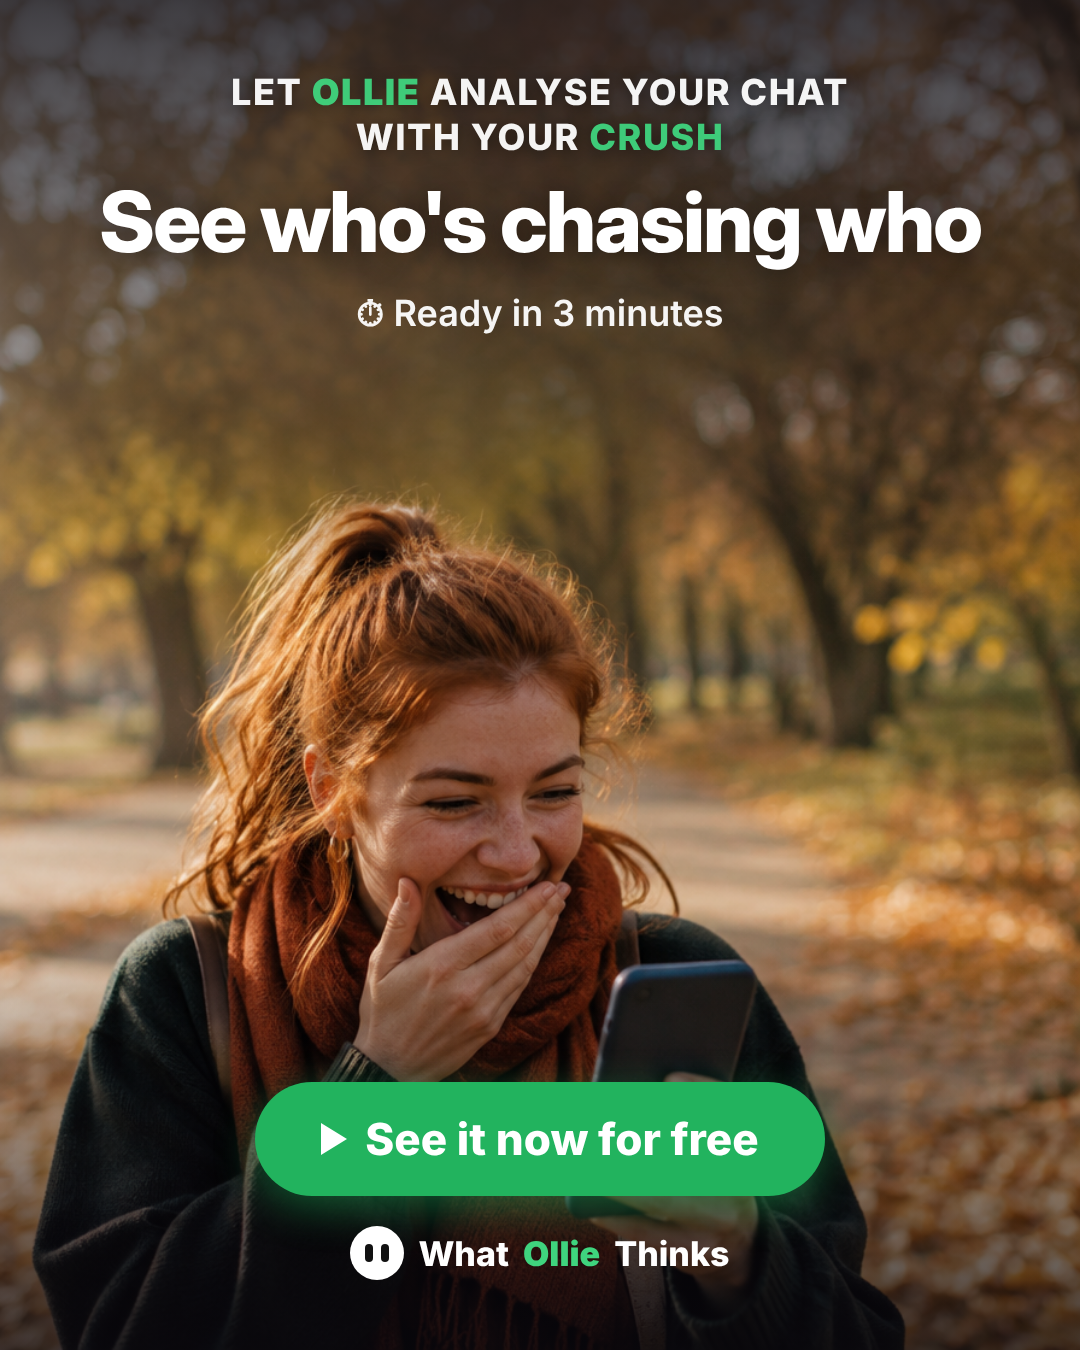 LET OLLIE ANALYSE YOUR CHAT
WITH YOUR CRUSH
See who's chasing who
⏱ Ready in 3 minutes
▶ See it now for free
What Ollie Thinks